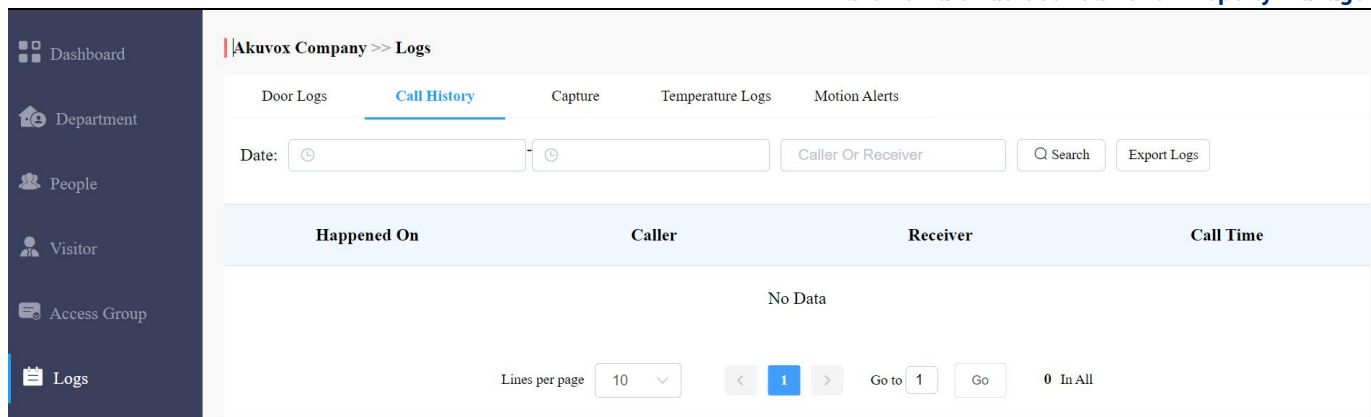 Dashboard
Akuvox Company >> Logs
Door Logs Call History Capture Temperature Logs Motion Alerts
Department
Date: - Caller Or Receiver Search Export Logs
People
Happened On Caller Receiver Call Time
Visitor
No Data
Access Group
Logs
Lines per page 10 < 1 > Go to 1 Go 0 In All